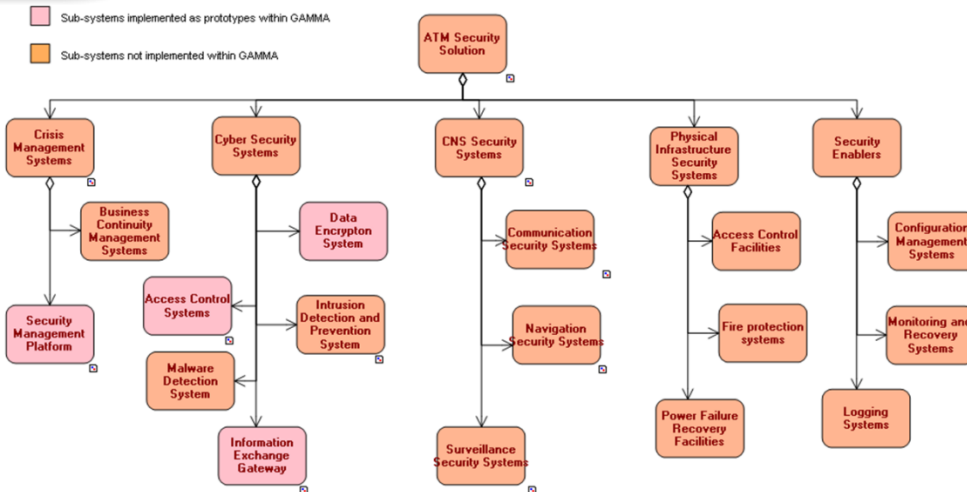 Sub-systems implemented as prototypes within GAMMA
Sub-systems not implemented within GAMMA
ATM Security
Solution
Crisis
Management
Systems
Cyber Security
Systems
CNS Security
Systems
Physical
Infrastructure
Security
Systems
Security
Enablers
Business
Continuity
Management
Systems
Data
Encrypton
System
Communication
Security Systems
Access Control
Facilities
Configuration
Management
Systems
Security
Management
Platform
Access Control
Systems
Intrusion
Detection and
Prevention
System
Navigation
Security Systems
Fire protection
systems
Monitoring and
Recovery
Systems
Malware
Detection
System
Information
Exchange
Gateway
Surveillance
Security Systems
Power Failure
Recovery
Facilities
Logging
Systems